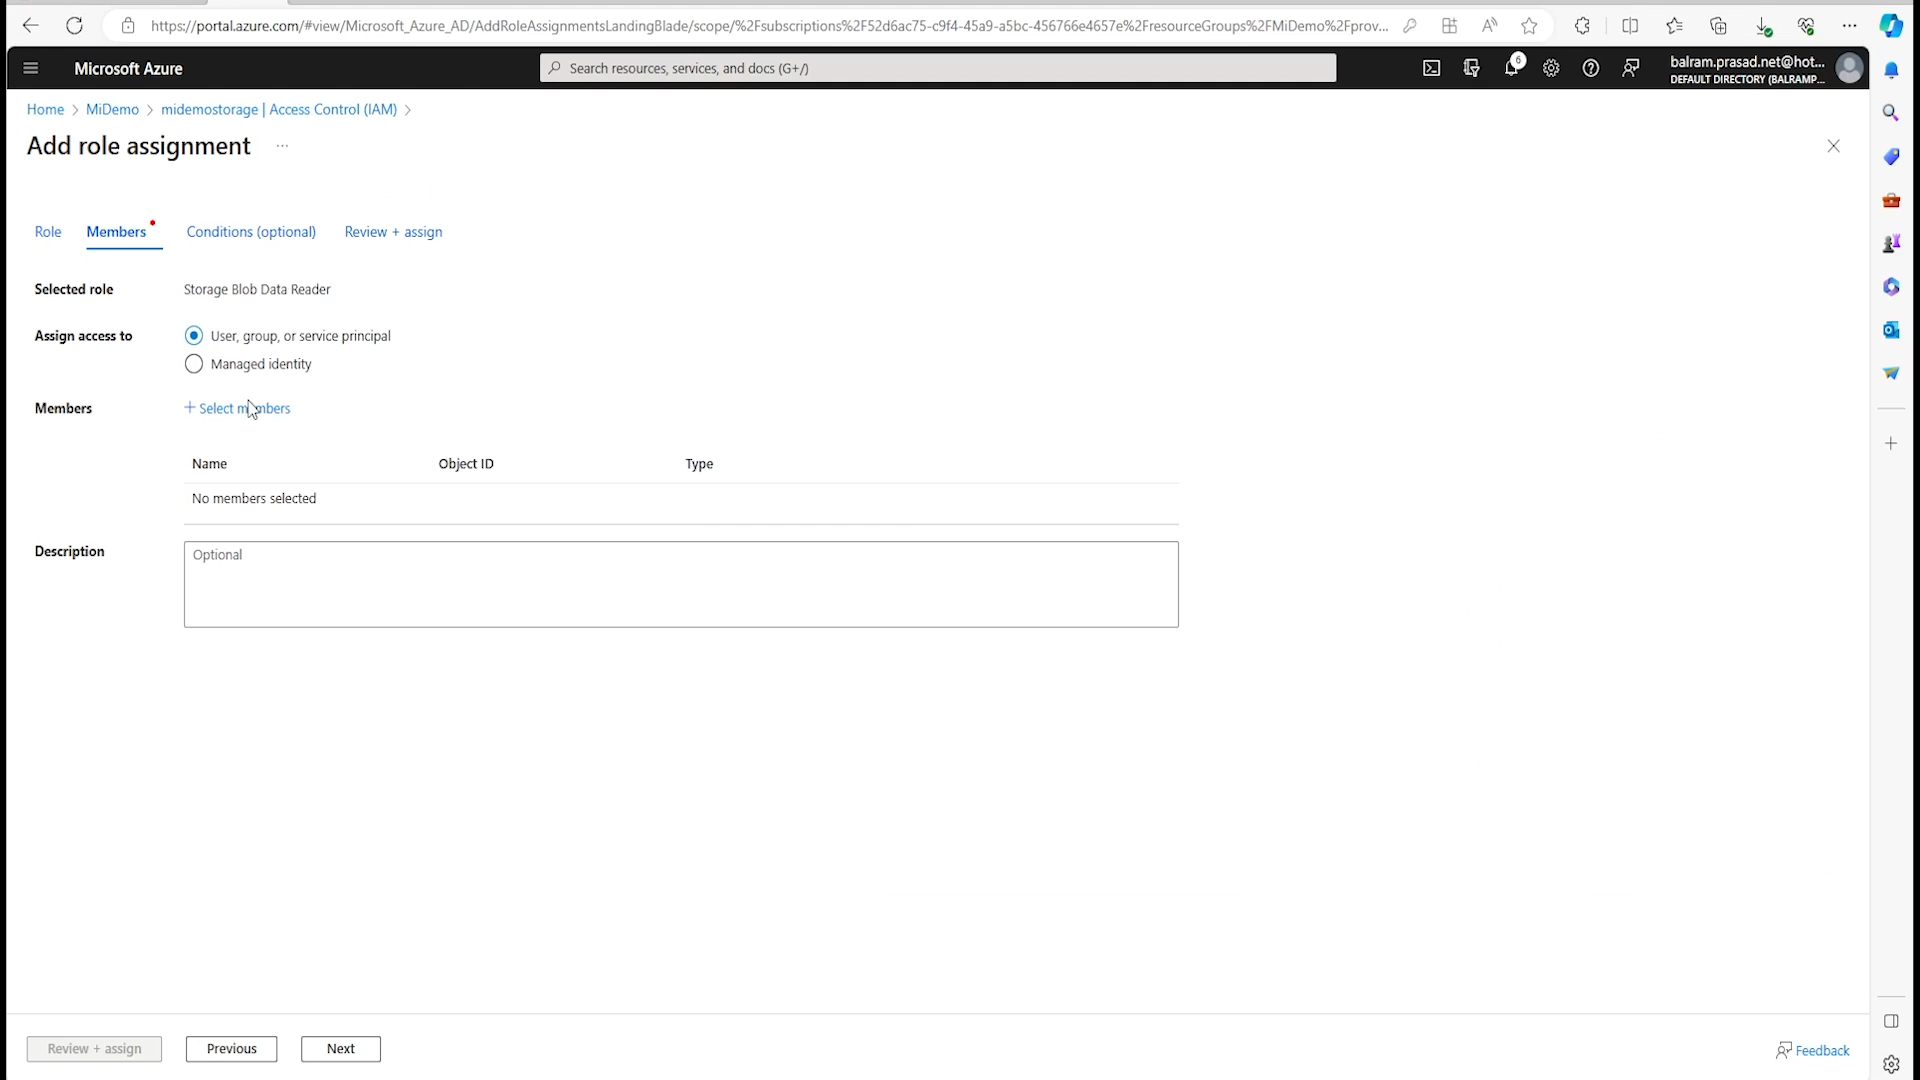 https://portal.azure.com/#view/Microsoft_Azure_AD/AddRoleAssignmentsLandingBlade/scope/%2Fsubscriptions%2F52d6ac75-c9f4-45a9-a5bc-456766e4657e%2FresourceGroups%2FMiDemo%2Fprov...
Microsoft Azure
Search resources, services, and docs (G+/)
6
balram.prasad.net@hot...
DEFAULT DIRECTORY (BALRAMP...
Home > MiDemo > midemostorage | Access Control (IAM) >
Add role assignment ...
Role Members Conditions (optional) Review + assign
Selected role Storage Blob Data Reader
Assign access to User, group, or service principal
Managed identity
Members + Select members
Name Object ID Type
No members selected
Description Optional
Review + assign Previous Next Feedback